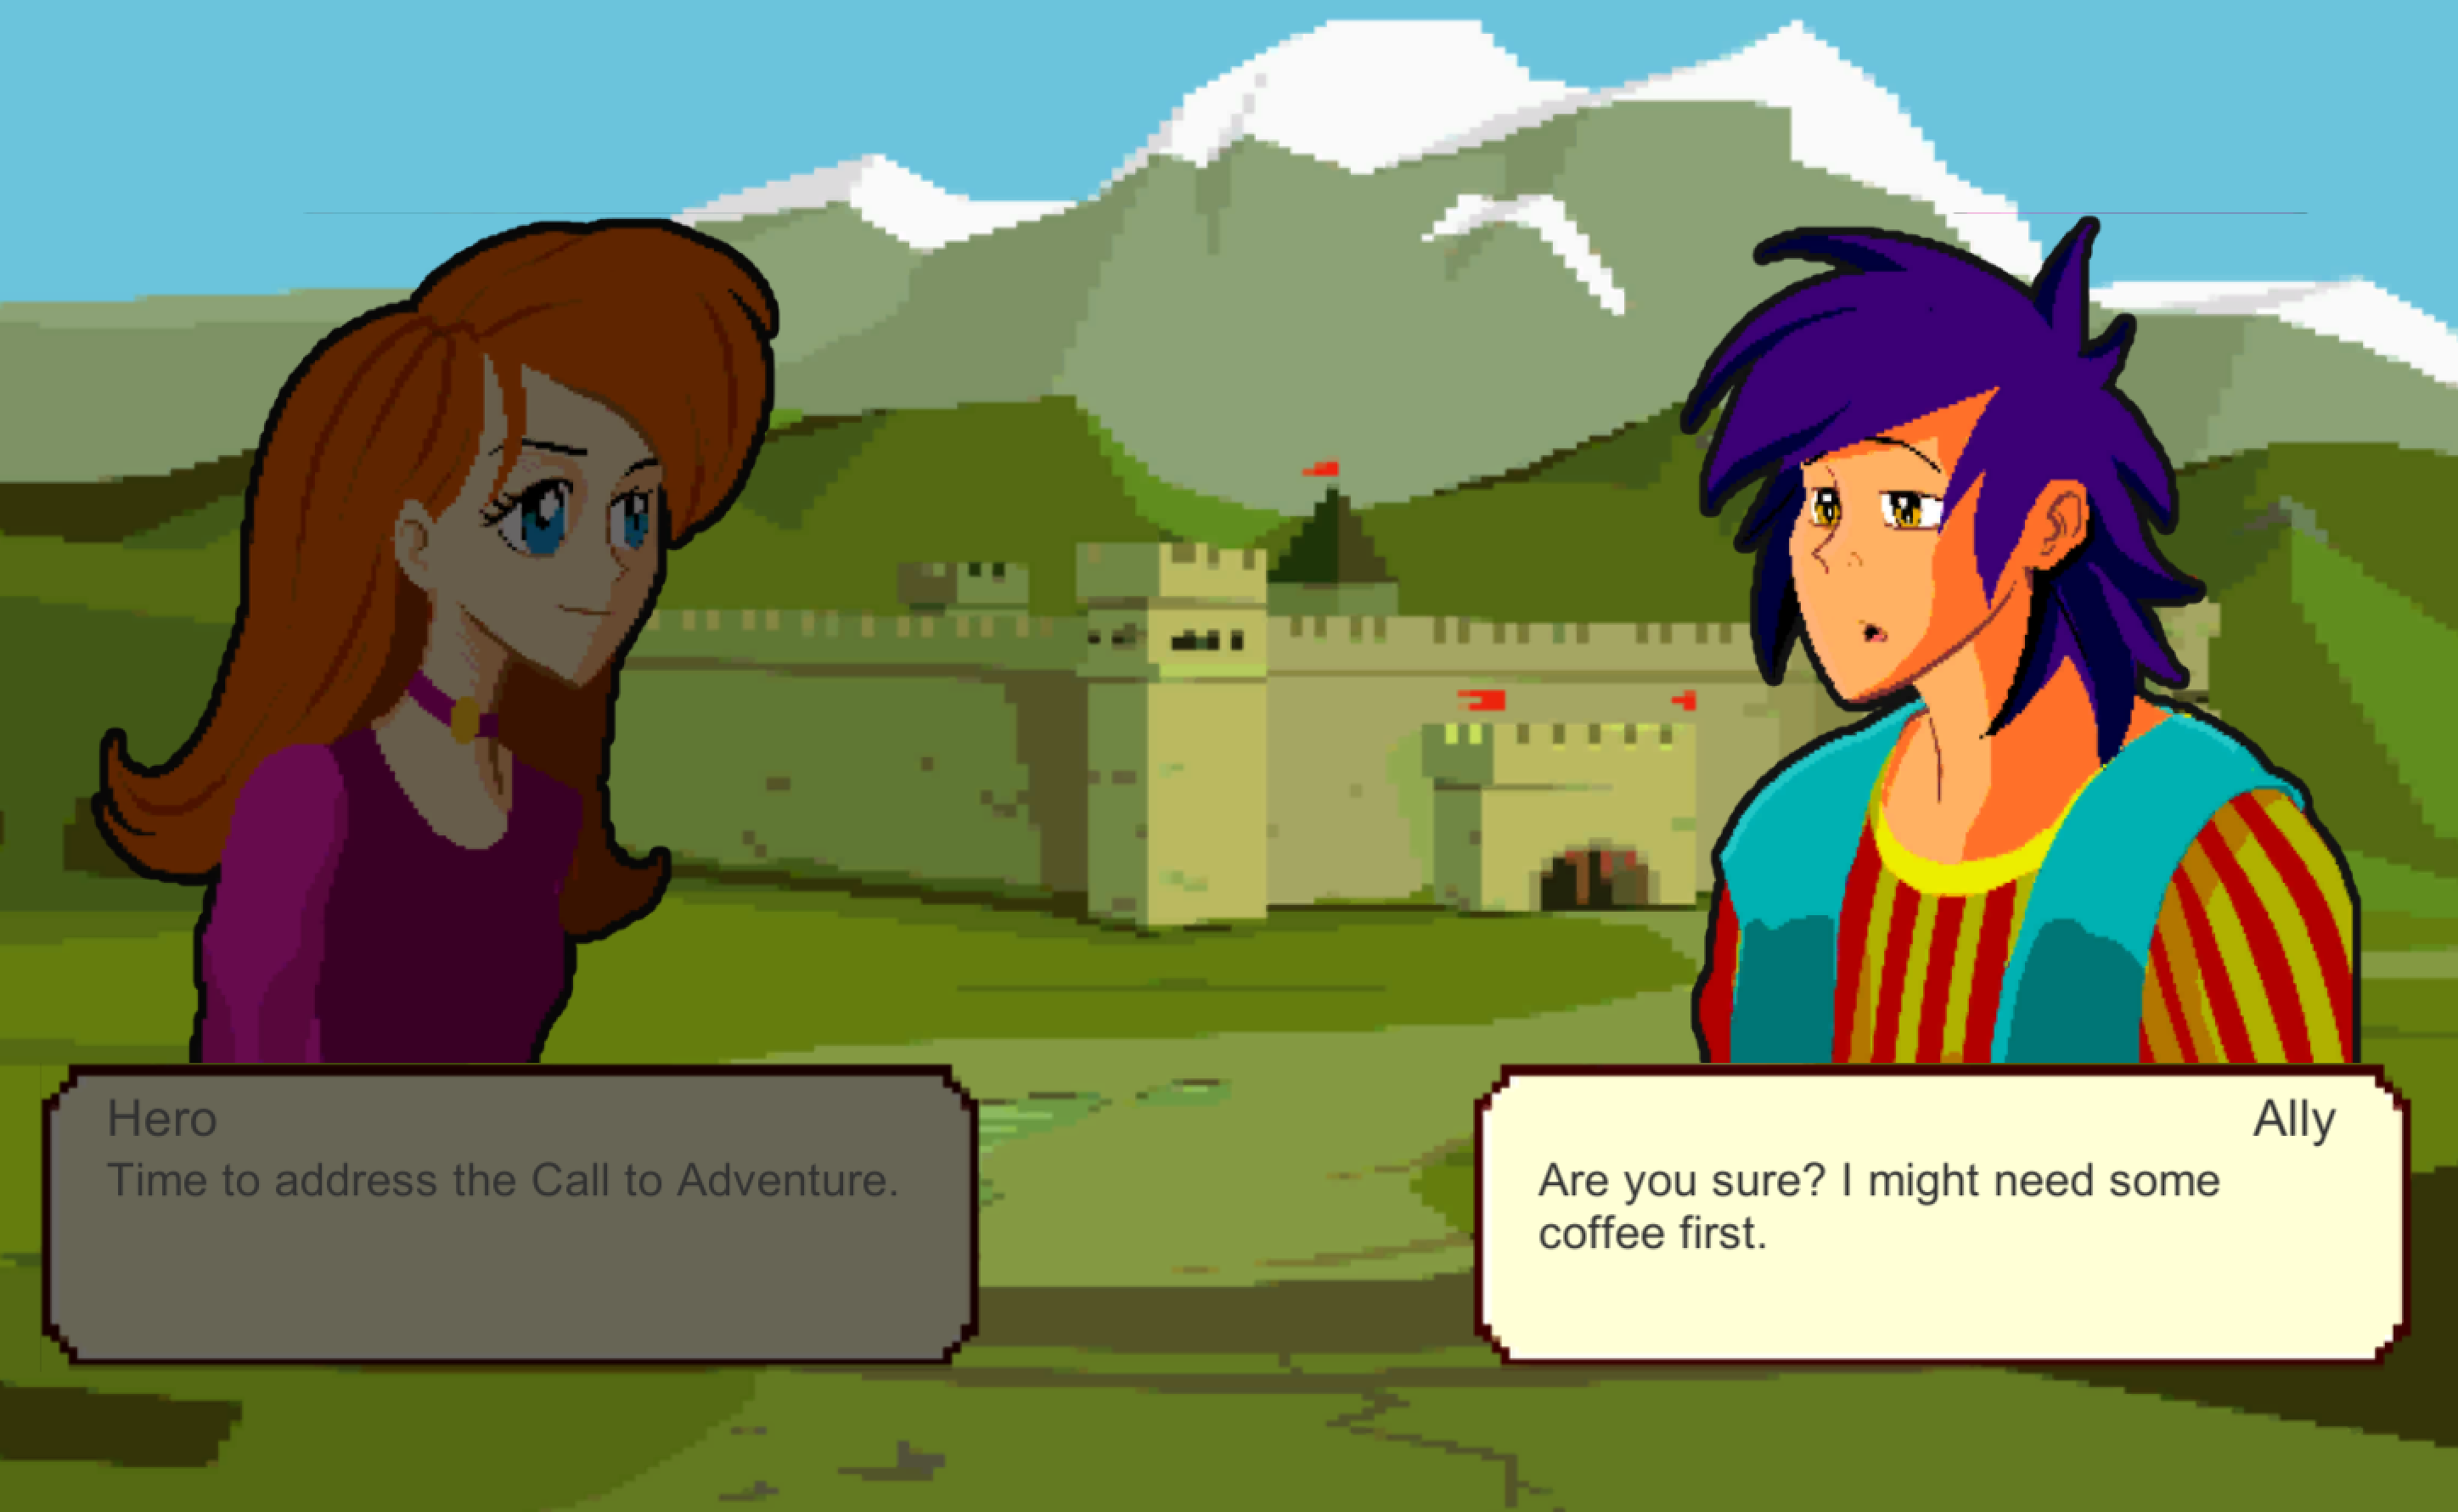 Hero
Time to address the Call to Adventure.
Ally
Are you sure? I might need some
coffee first.